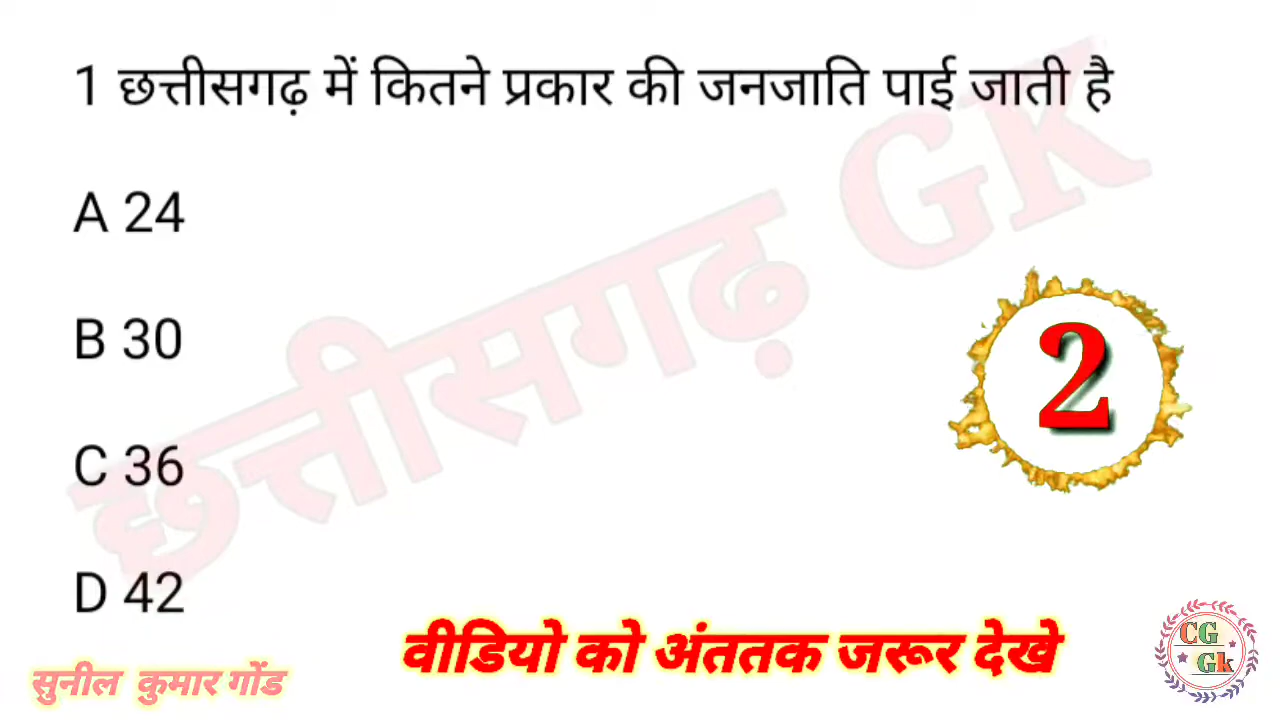 1 छत्तीसगढ़ में कितने प्रकार की जनजाति पाई जाती है
छत्तीसगढ़ GK
A 24
B 30
2
C 36
D 42
वीडियो को अंततक जरूर देखे
सुनील कुमार गोंड
CG
Gk